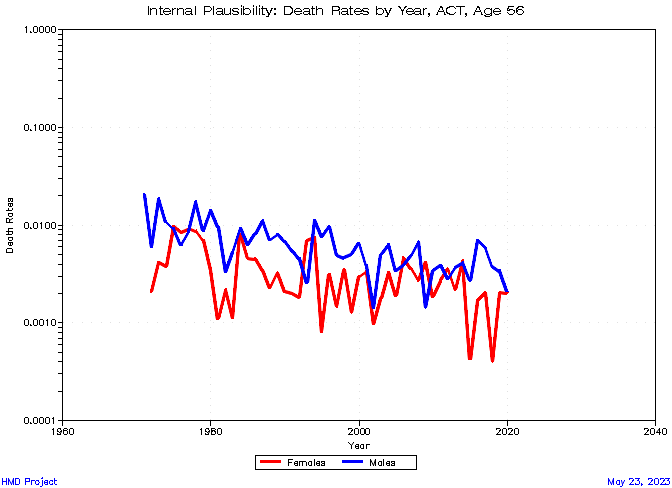 Internal Plausibility: Death Rates by Year, ACT, Age 56
1.0000
0.1000
0.0100
0.0010
0.0001
Death Rates
1960 1980 2000 2020 2040
Year
Females Males
HMD Project May 23, 2023